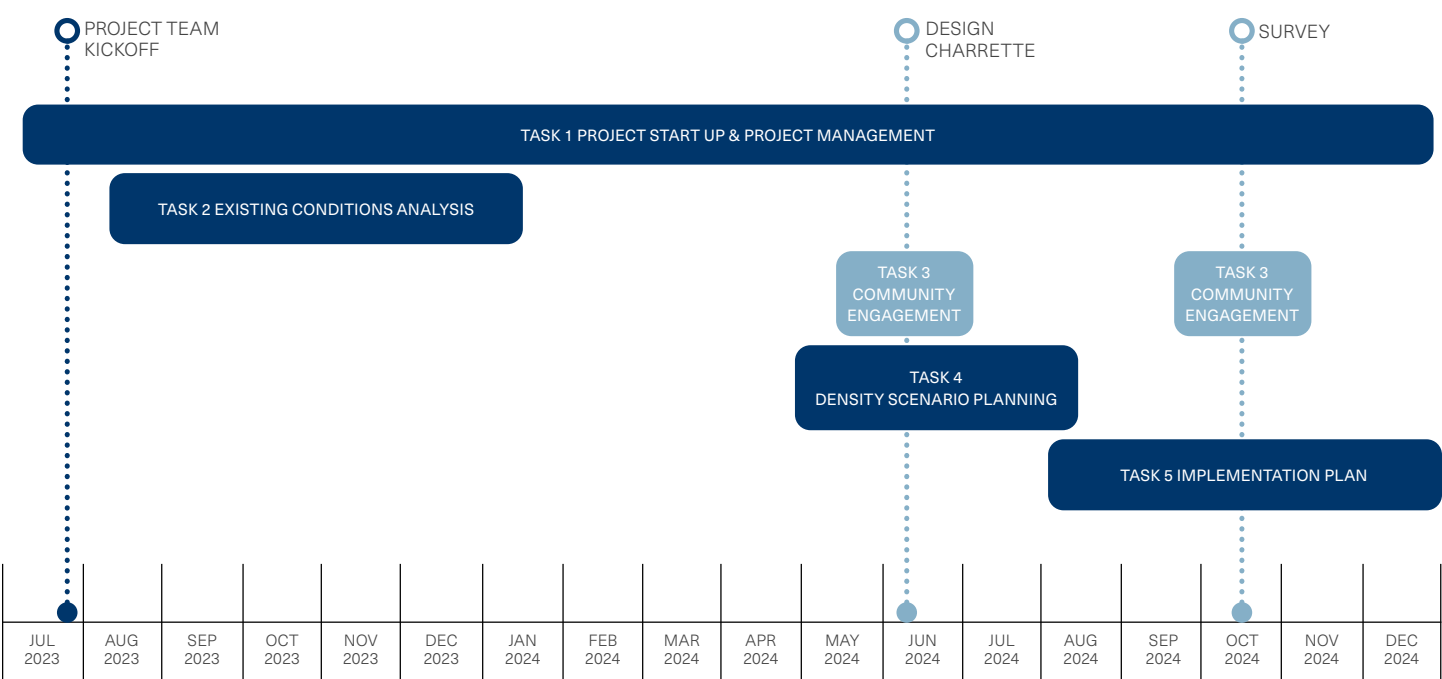 PROJECT TEAM
KICKOFF
DESIGN
CHARRETTE
SURVEY
TASK 1 PROJECT START UP & PROJECT MANAGEMENT
TASK 2 EXISTING CONDITIONS ANALYSIS
TASK 3
COMMUNITY
ENGAGEMENT
TASK 3
COMMUNITY
ENGAGEMENT
TASK 4
DENSITY SCENARIO PLANNING
TASK 5 IMPLEMENTATION PLAN
JUL
2023
AUG
2023
SEP
2023
OCT
2023
NOV
2023
DEC
2023
JAN
2024
FEB
2024
MAR
2024
APR
2024
MAY
2024
JUN
2024
JUL
2024
AUG
2024
SEP
2024
OCT
2024
NOV
2024
DEC
2024